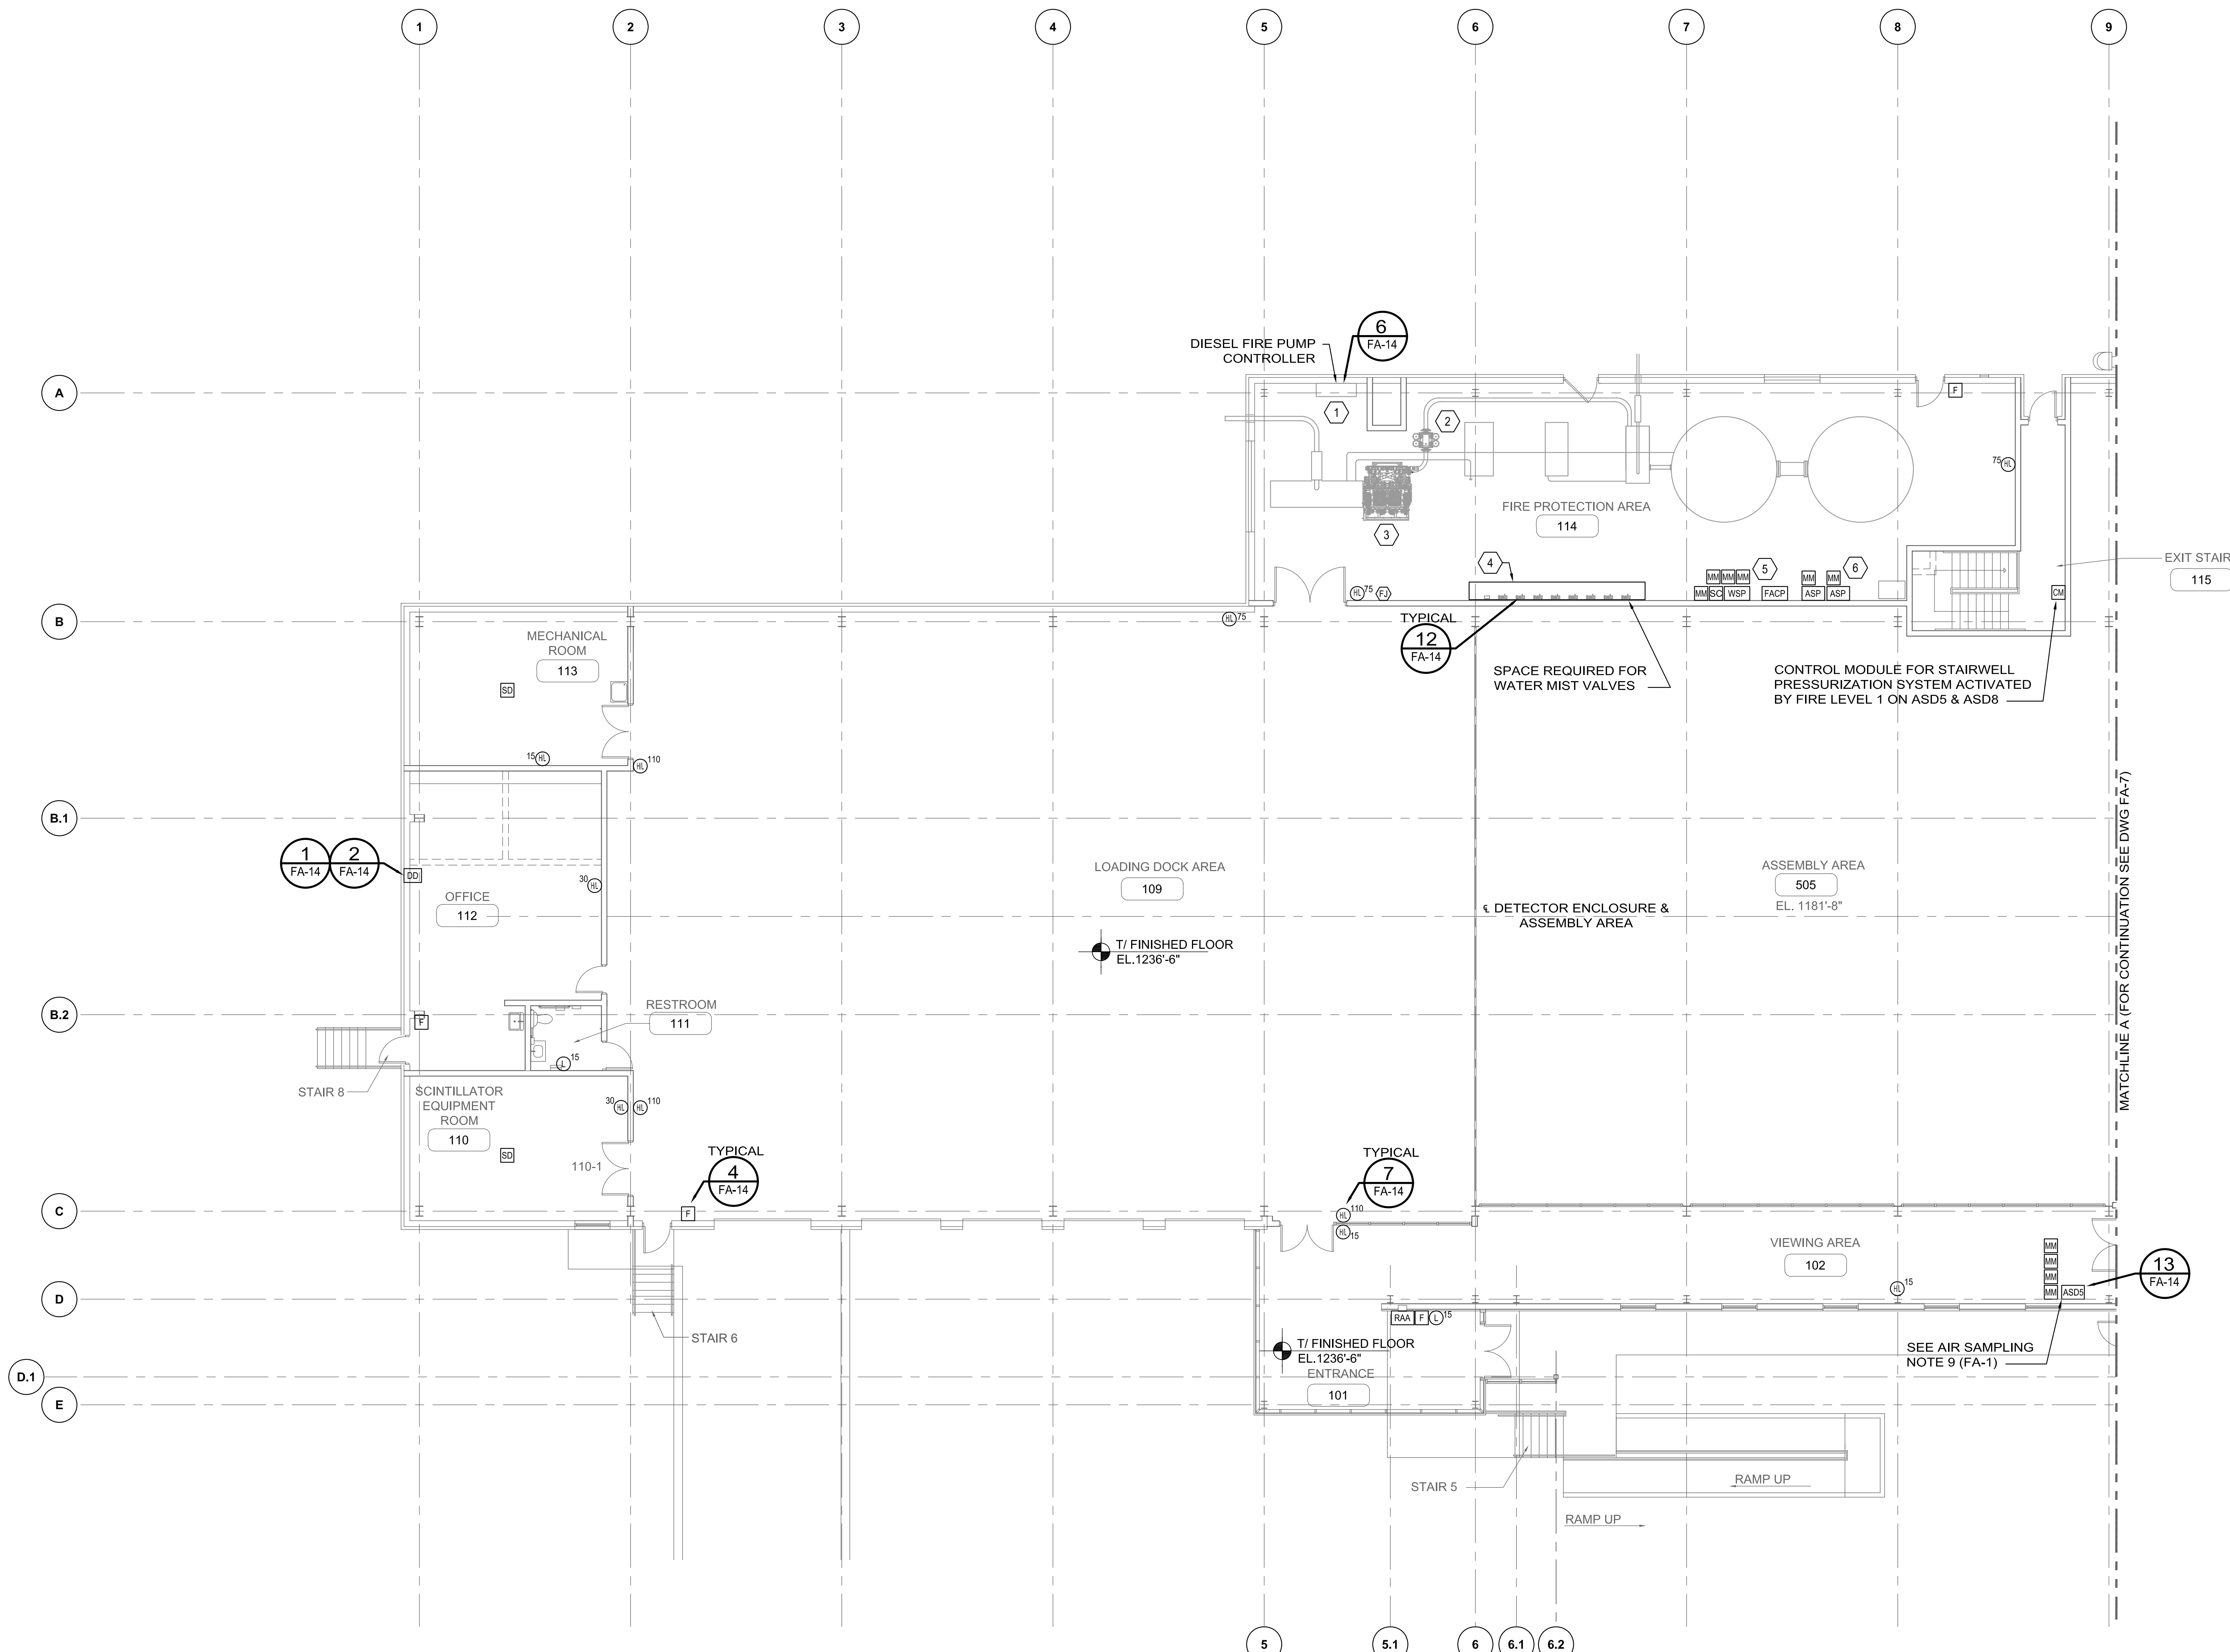 1
2
3
4
5
6
7
8
9
DIESEL FIRE PUMP
CONTROLLER
6
FA-14
A
1
2
F
75 HL
FIRE PROTECTION AREA
114
3
4
5
6
EXIT STAIR
115
MM MM MM
MM
MM
HL 75
FJ
MM SC WSP
FACP
ASP
ASP
CM
B
HL 75
TYPICAL
12
FA-14
MECHANICAL
ROOM
113
SD
SPACE REQUIRED FOR
WATER MIST VALVES
CONTROL MODULE FOR STAIRWELL
PRESSURIZATION SYSTEM ACTIVATED
BY FIRE LEVEL 1 ON ASD5 & ASD8
15 HL
HL 110
B.1
MATCHLINE A (FOR CONTINUATION SEE DWG FA-7)
1
FA-14
2
FA-14
DD
30 HL
OFFICE
112
LOADING DOCK AREA
109
ASSEMBLY AREA
505
EL. 1181'-8"
℄ DETECTOR ENCLOSURE &
ASSEMBLY AREA
T/ FINISHED FLOOR
EL.1236'-6"
B.2
F
RESTROOM
111
L 15
STAIR 8
SCINTILLATOR
EQUIPMENT
ROOM
110
30 HL
HL 110
SD
110-1
TYPICAL
4
FA-14
F
TYPICAL
7
FA-14
C
HL 110
HL 15
VIEWING AREA
102
MM
MM
MM
MM ASD5
13
FA-14
HL 15
D
RAA F L 15
STAIR 6
T/ FINISHED FLOOR
EL.1236'-6"
ENTRANCE
101
SEE AIR SAMPLING
NOTE 9 (FA-1)
D.1
E
STAIR 5
RAMP UP
RAMP UP
5
5.1
6
6.1
6.2